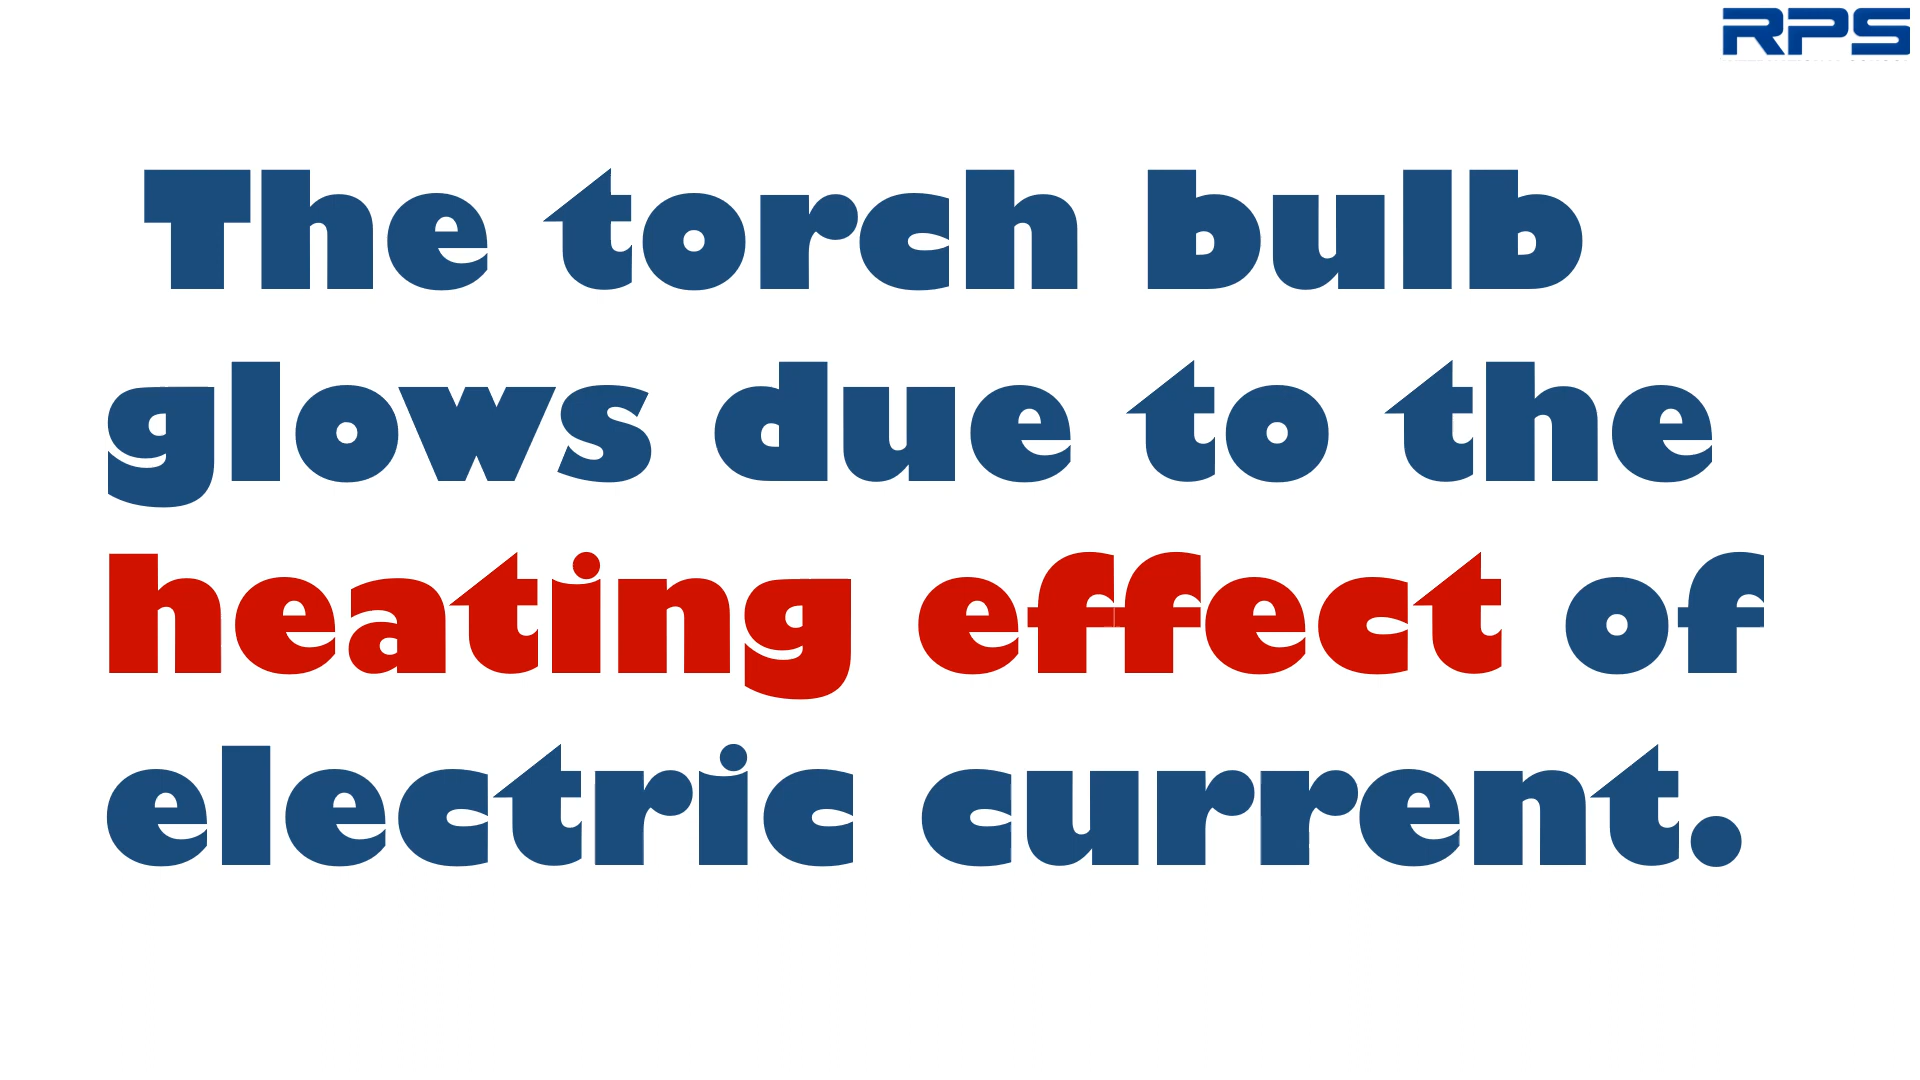 RPS
The torch bulb
glows due to the
heating effect of
electric current.